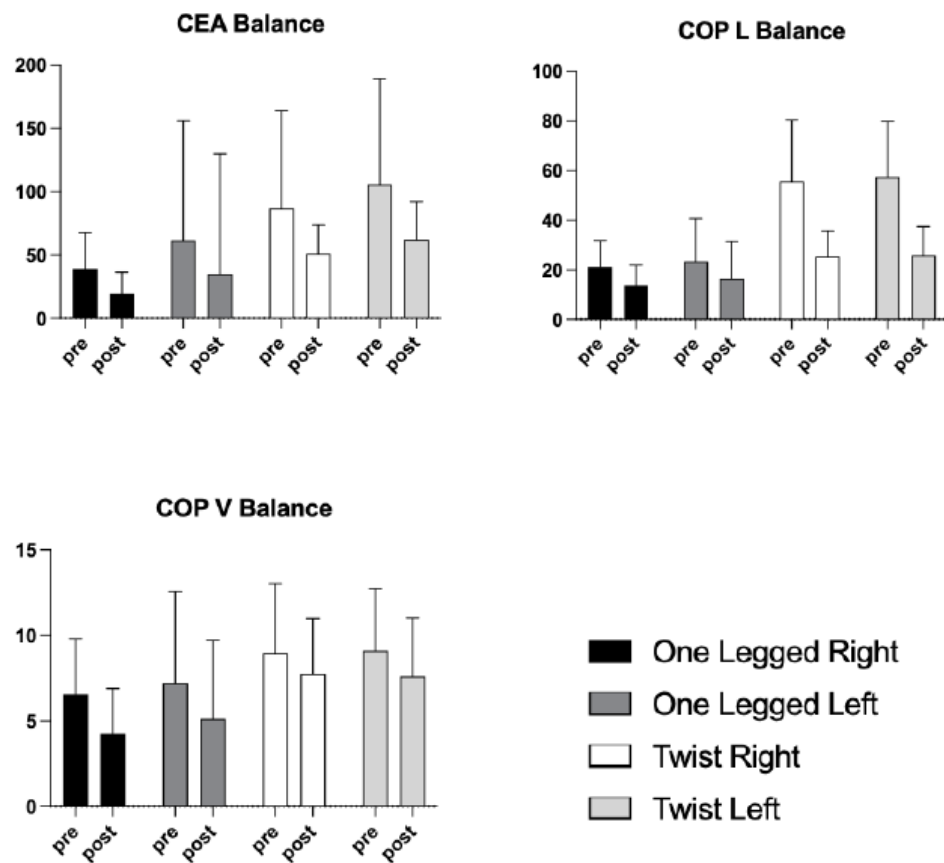 CEA Balance
200
150
100
50
0
pre post pre post pre post pre post
COP L Balance
100
80
60
40
20
0
pre post pre post pre post pre post
COP V Balance
15
10
5
0
pre post pre post pre post pre post
One Legged Right
One Legged Left
Twist Right
Twist Left